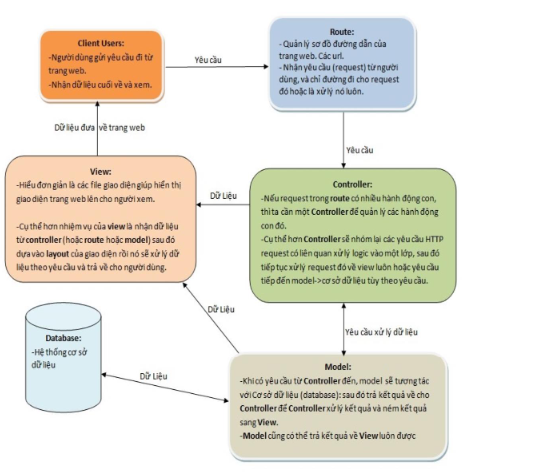 Client Users:
-Người dùng gửi yêu cầu đi từ
trang web.
-Nhận dữ liệu cuối về và xem.
Yêu cầu
Route:
- Quản lý sơ đồ đường dẫn của
trang web. Các url.
- Nhận yêu cầu (request) từ người
dùng, và chỉ đường đi cho request
đó hoặc là xử lý nó luôn.
Dữ liệu đưa về trang web
Yêu cầu
View:
-Hiểu đơn giản là các file giao diện giúp hiển thị
giao diện trang web lên cho người xem.
-Cụ thể hơn nhiệm vụ của view là nhận dữ liệu
từ controller (hoặc route hoặc model) sau đó
dựa vào layout của giao diện rồi nó sẽ xử lý dữ
liệu theo yêu cầu và trả về cho người dùng.
Dữ Liệu
Controller:
-Nếu request trong route có nhiều hành động con,
thì ta cần một Controller để quản lý các hành động
con đó.
-Cụ thể hơn Controller sẽ nhóm lại các yêu cầu HTTP
request có liên quan xử lý logic vào một lớp, sau đó
tiếp tục xử lý request đó về view luôn hoặc yêu cầu
tiếp đến model->cơ sở dữ liệu tùy theo yêu cầu.
Dữ Liệu
Yêu cầu xử lý dữ liệu
Database:
-Hệ thống cơ sở
dữ liệu
Dữ Liệu
Model:
-Khi có yêu cầu từ Controller đến, model sẽ tương tác
với Cơ sở dữ liệu (database): sau đó trả kết quả về cho
Controller để Controller xử lý kết quả và ném kết quả
sang View.
-Model cũng có thể trả kết quả về View luôn được